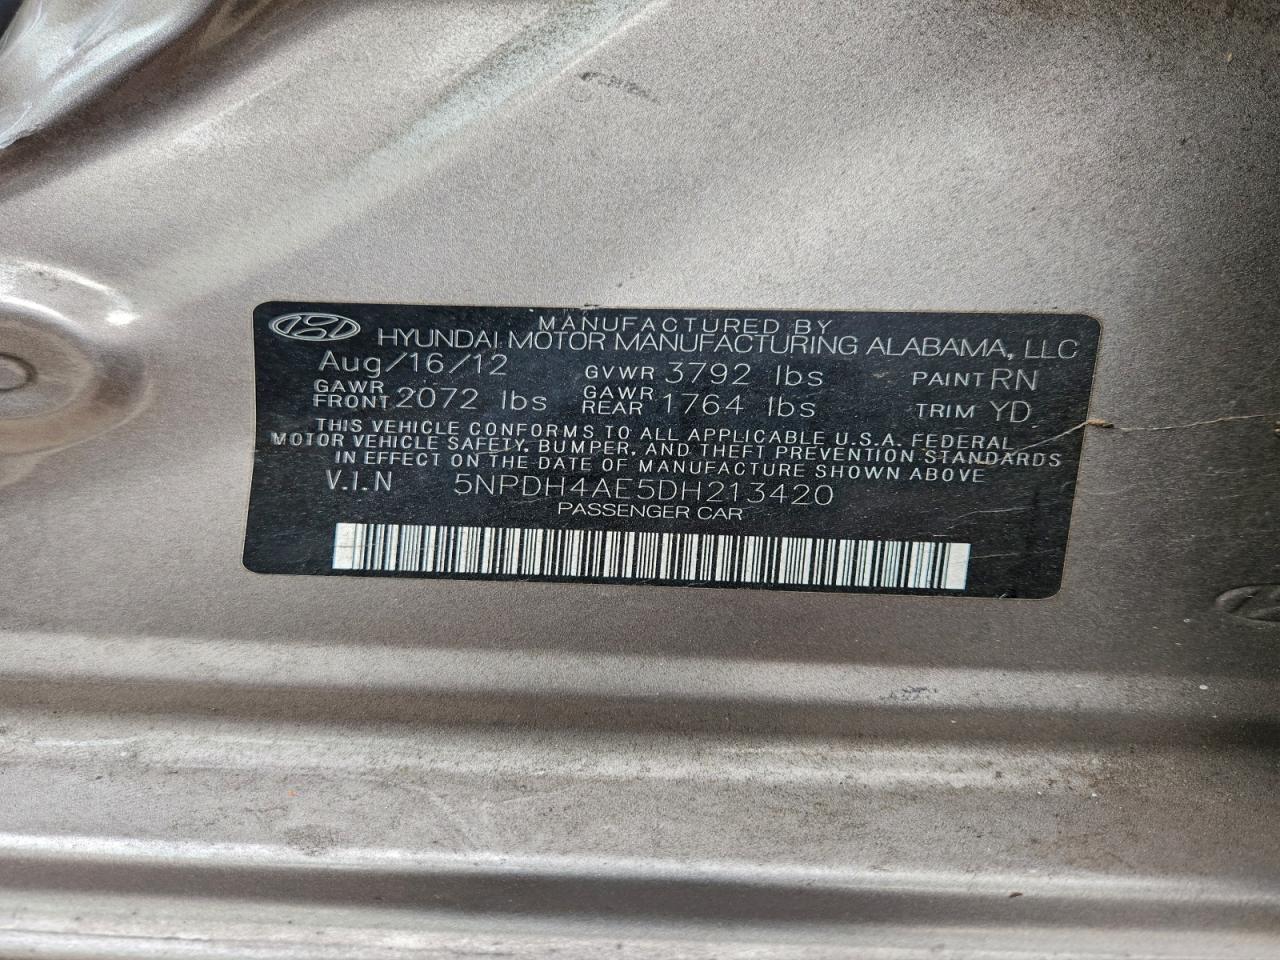 MANUFACTURED BY
HYUNDAI MOTOR MANUFACTURING ALABAMA, LLC
Aug/16/12 GVWR 3792 lbs PAINT RN
GAWR FRONT 2072 lbs GAWR REAR 1764 lbs TRIM YD
THIS VEHICLE CONFORMS TO ALL APPLICABLE U.S.A. FEDERAL
MOTOR VEHICLE SAFETY, BUMPER, AND THEFT PREVENTION STANDARDS
IN EFFECT ON THE DATE OF MANUFACTURE SHOWN ABOVE
V.I.N 5NPDH4AE5DH213420
PASSENGER CAR